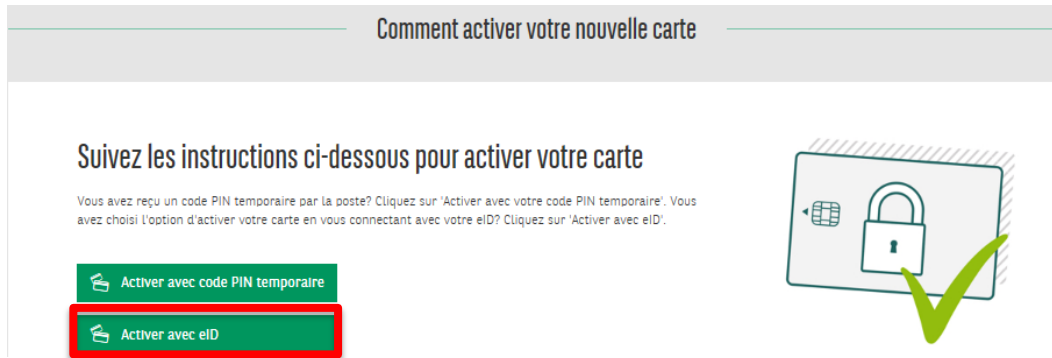 Comment activer votre nouvelle carte
Suivez les instructions ci-dessous pour activer votre carte
Vous avez reçu un code PIN temporaire par la poste? Cliquez sur 'Activer avec votre code PIN temporaire'. Vous
avez choisi l'option d'activer votre carte en vous connectant avec votre eID? Cliquez sur 'Activer avec eID'.
Activer avec code PIN temporaire
Activer avec eID